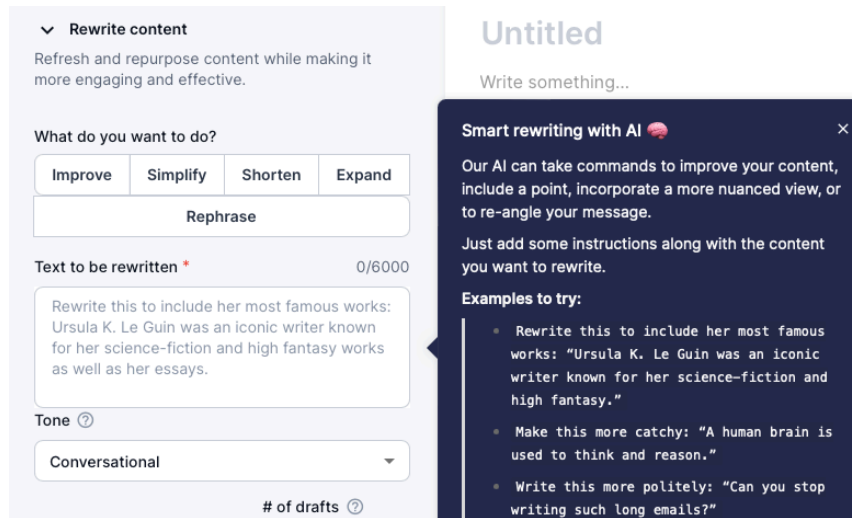 Rewrite content
Refresh and repurpose content while making it
more engaging and effective.
What do you want to do?
Improve
Simplify
Shorten
Expand
Rephrase
Text to be rewritten *
0/6000
Rewrite this to include her most famous works:
Ursula K. Le Guin was an iconic writer known
for her science-fiction and high fantasy works
as well as her essays.
Tone ?
Conversational
# of drafts ?
Untitled
Write something...
Smart rewriting with AI 🧠
Our AI can take commands to improve your content,
include a point, incorporate a more nuanced view, or
to re-angle your message.
Just add some instructions along with the content
you want to rewrite.
Examples to try:
• Rewrite this to include her most famous
works: “Ursula K. Le Guin was an iconic
writer known for her science-fiction and
high fantasy.”
• Make this more catchy: “A human brain is
used to think and reason.”
• Write this more politely: “Can you stop
writing such long emails?”